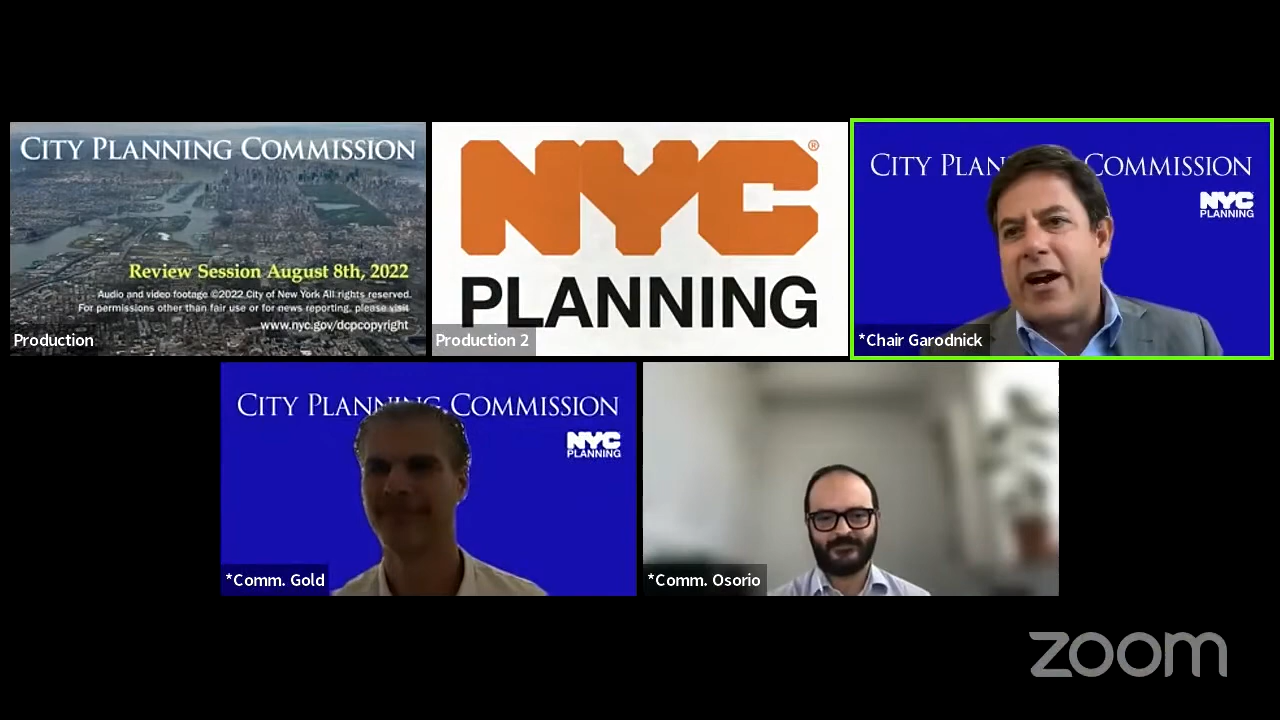 CITY PLANNING COMMISSION
Review Session August 8th, 2022
Audio and video footage ©2022 City of New York All rights reserved.
For permissions other than fair use or for news reporting, please visit
www.nyc.gov/dcpcopyright
Production
NYC®
PLANNING
Production 2
CITY PLAN COMMISSION
NYC
PLANNING
*Chair Garodnick
CITY PLANNING COMMISSION
NYC
PLANNING
*Comm. Gold
*Comm. Osorio
zoom